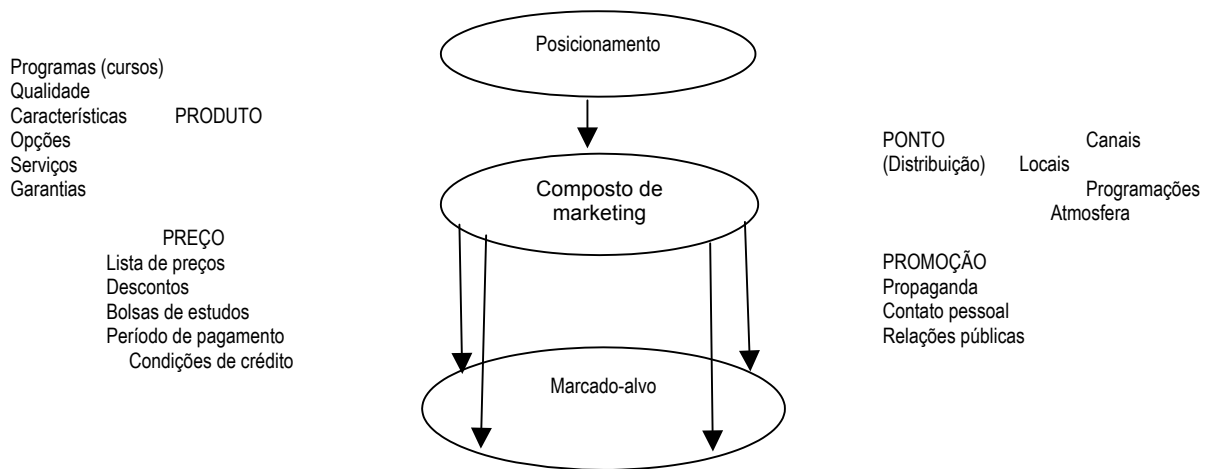 Posicionamento
Programas (cursos)
Qualidade
Características PRODUTO
Opções
Serviços
Garantias
PONTO Canais
(Distribuição) Locais
Programações
Atmosfera
Composto de
marketing
PREÇO
Lista de preços
Descontos
Bolsas de estudos
Período de pagamento
Condições de crédito
PROMOÇÃO
Propaganda
Contato pessoal
Relações públicas
Marcado-alvo